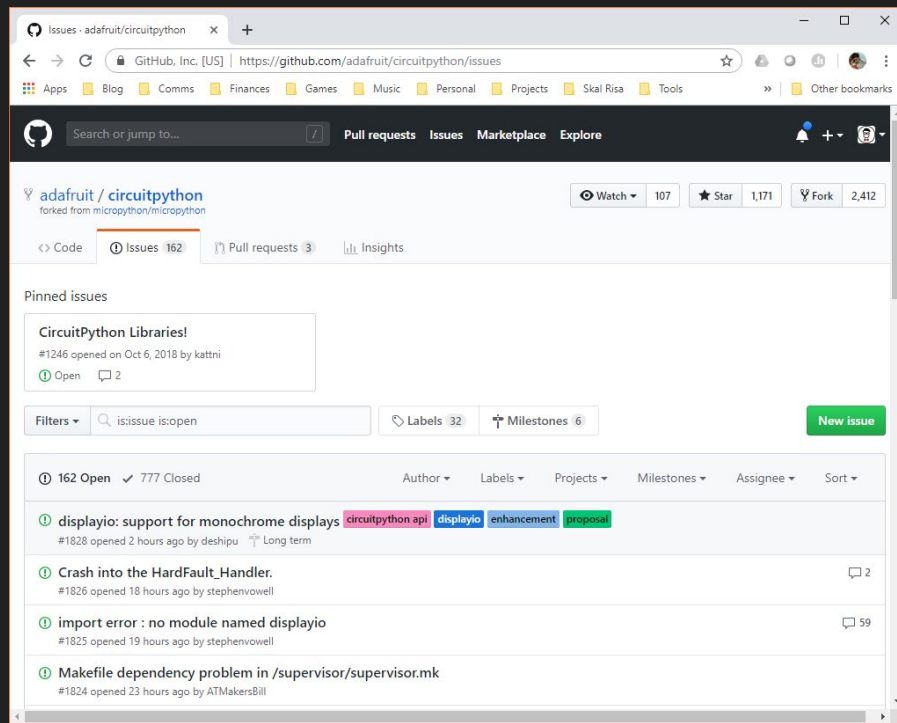 Issues · adafruit/circuitpython
GitHub, Inc. [US] | https://github.com/adafruit/circuitpython/issues
Apps Blog Comms Finances Games Music Personal Projects Skal Risa Tools » Other bookmarks
Search or jump to... / Pull requests Issues Marketplace Explore
adafruit / circuitpython Watch 107 Star 1,171 Fork 2,412
forked from micropython/micropython
<> Code Issues 162 Pull requests 3 Insights
Pinned issues
CircuitPython Libraries!
#1246 opened on Oct 6, 2018 by kattni
Open 2
Filters is:issue is:open Labels 32 Milestones 6 New issue
162 Open 777 Closed Author Labels Projects Milestones Assignee Sort
displayio: support for monochrome displays circuitpython api displayio enhancement proposal
#1828 opened 2 hours ago by deshipu Long term
Crash into the HardFault_Handler. 2
#1826 opened 18 hours ago by stephenvowell
import error : no module named displayio 59
#1825 opened 19 hours ago by stephenvowell
Makefile dependency problem in /supervisor/supervisor.mk
#1824 opened 23 hours ago by ATMakersBill